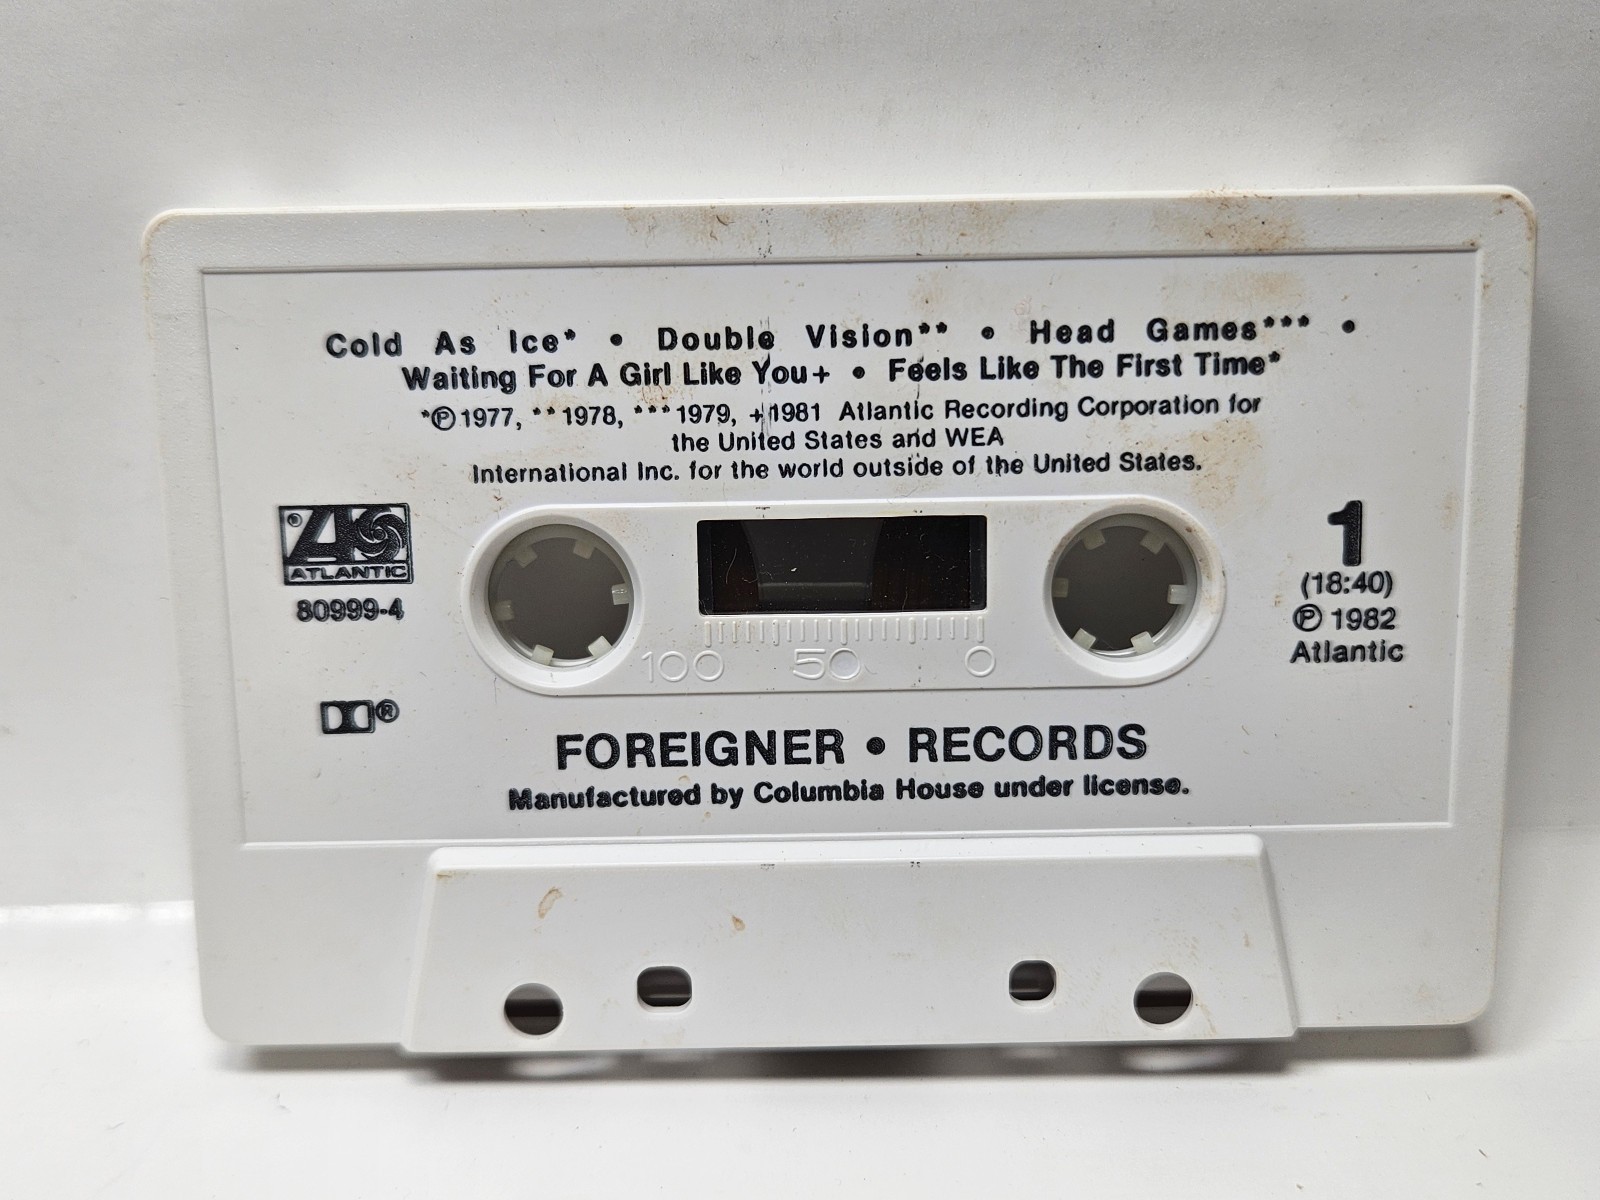 Cold As Ice* • Double Vision** • Head Games*** •
Waiting For A Girl Like You+ • Feels Like The First Time*
*℗ 1977, **1978, ***1979, +1981 Atlantic Recording Corporation for
the United States and WEA
International Inc. for the world outside of the United States.
®
ATLANTIC
80999-4
1
(18:40)
℗ 1982
Atlantic
100 50 0
®
FOREIGNER • RECORDS
Manufactured by Columbia House under license.